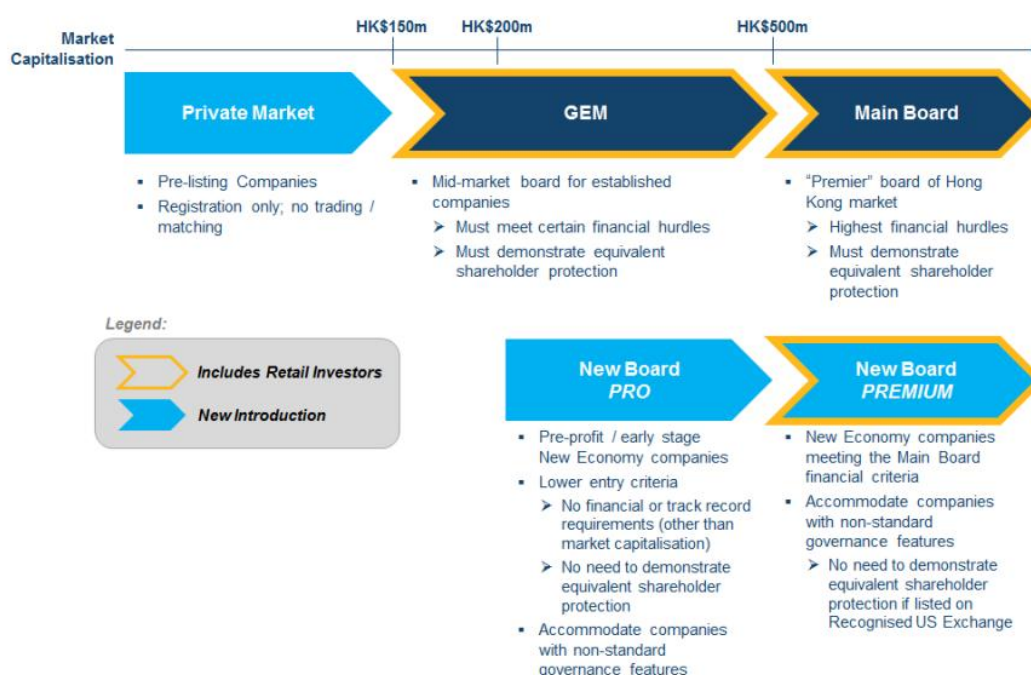 HK$150m HK$200m HK$500m
Market
Capitalisation
Private Market
GEM
Main Board
▪ Pre-listing Companies
▪ Registration only; no trading /
matching
▪ Mid-market board for established
companies
➢ Must meet certain financial hurdles
➢ Must demonstrate equivalent
shareholder protection
▪ "Premier" board of Hong
Kong market
➢ Highest financial hurdles
➢ Must demonstrate
equivalent shareholder
protection
Legend:
Includes Retail Investors
New Introduction
New Board
PRO
▪ Pre-profit / early stage
New Economy companies
▪ Lower entry criteria
➢ No financial or track record
requirements (other than
market capitalisation)
➢ No need to demonstrate
equivalent shareholder
protection
▪ Accommodate companies
with non-standard
governance features
New Board
PREMIUM
▪ New Economy companies
meeting the Main Board
financial criteria
▪ Accommodate companies
with non-standard
governance features
➢ No need to demonstrate
equivalent shareholder
protection if listed on
Recognised US Exchange